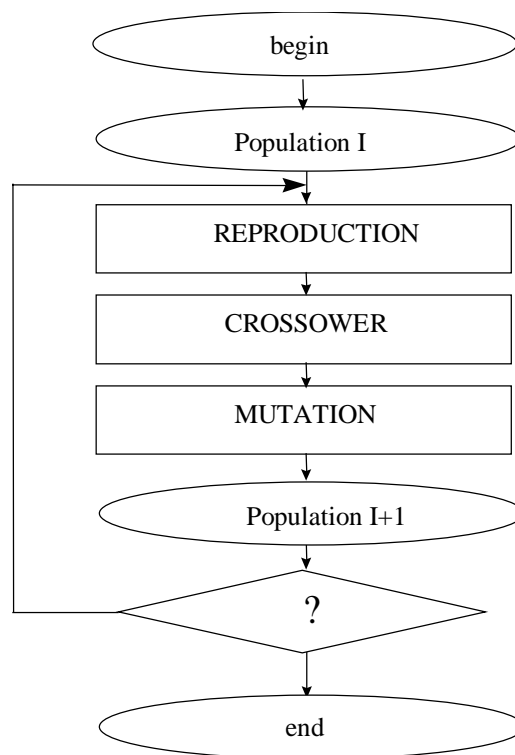 begin
Population I
REPRODUCTION
CROSSOWER
MUTATION
Population I+1
?
end